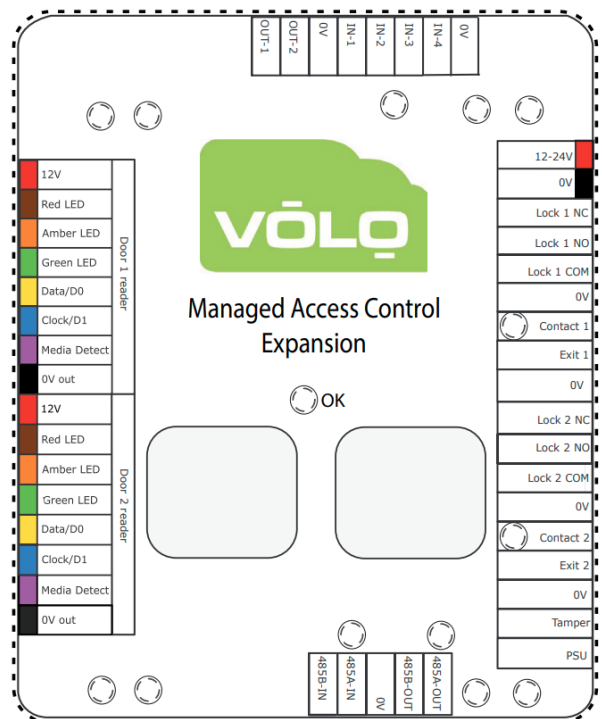 OUT-1
OUT-2
0V
IN-1
IN-2
IN-3
IN-4
0V
12V
Red LED
Amber LED
Green LED
Data/D0
Clock/D1
Media Detect
0V out
Door 1 reader
12V
Red LED
Amber LED
Green LED
Data/D0
Clock/D1
Media Detect
0V out
Door 2 reader
VŌLO̱
Managed Access Control
Expansion
OK
12-24V
0V
Lock 1 NC
Lock 1 NO
Lock 1 COM
0V
Contact 1
Exit 1
0V
Lock 2 NC
Lock 2 NO
Lock 2 COM
0V
Contact 2
Exit 2
0V
Tamper
PSU
485B-IN
485A-IN
0V
485B-OUT
485A-OUT